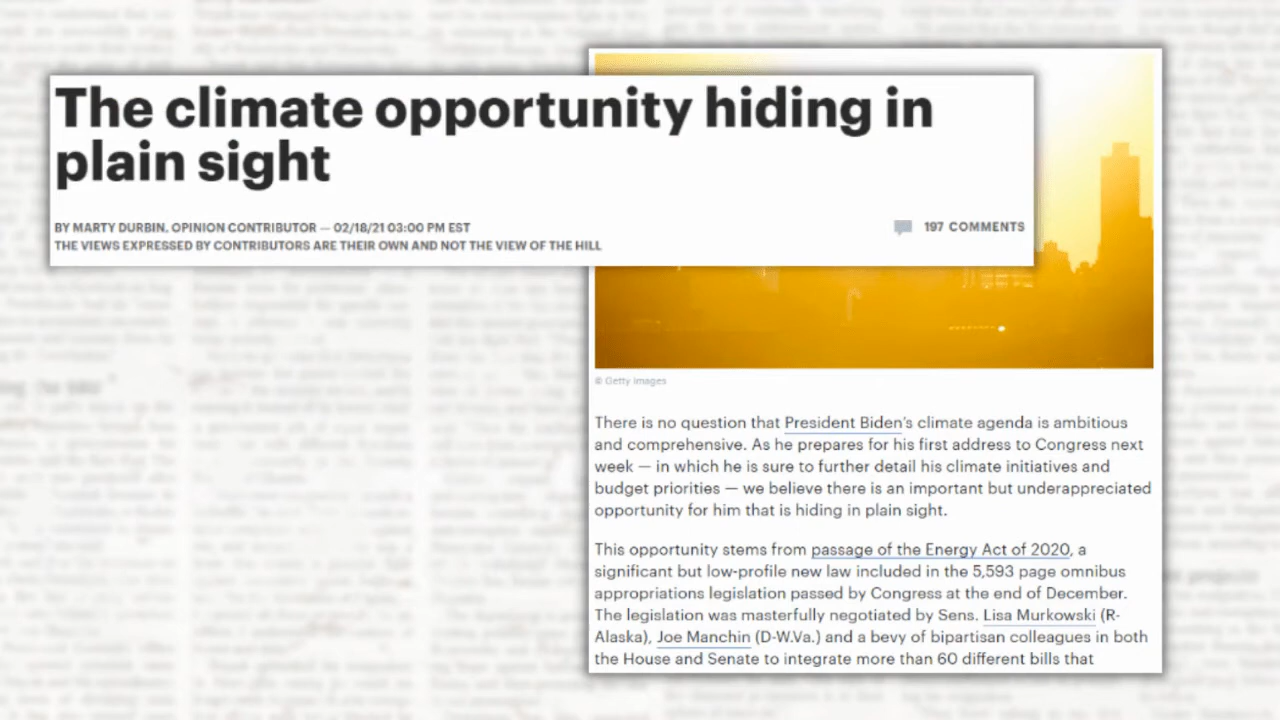 The climate opportunity hiding in
plain sight
BY MARTY DURBIN, OPINION CONTRIBUTOR — 02/18/21 03:00 PM EST
197 COMMENTS
THE VIEWS EXPRESSED BY CONTRIBUTORS ARE THEIR OWN AND NOT THE VIEW OF THE HILL
© Getty Images
There is no question that President Biden's climate agenda is ambitious
and comprehensive. As he prepares for his first address to Congress next
week — in which he is sure to further detail his climate initiatives and
budget priorities — we believe there is an important but underappreciated
opportunity for him that is hiding in plain sight.
This opportunity stems from passage of the Energy Act of 2020, a
significant but low-profile new law included in the 5,593 page omnibus
appropriations legislation passed by Congress at the end of December.
The legislation was masterfully negotiated by Sens. Lisa Murkowski (R-
Alaska), Joe Manchin (D-W.Va.) and a bevy of bipartisan colleagues in both
the House and Senate to integrate more than 60 different bills that